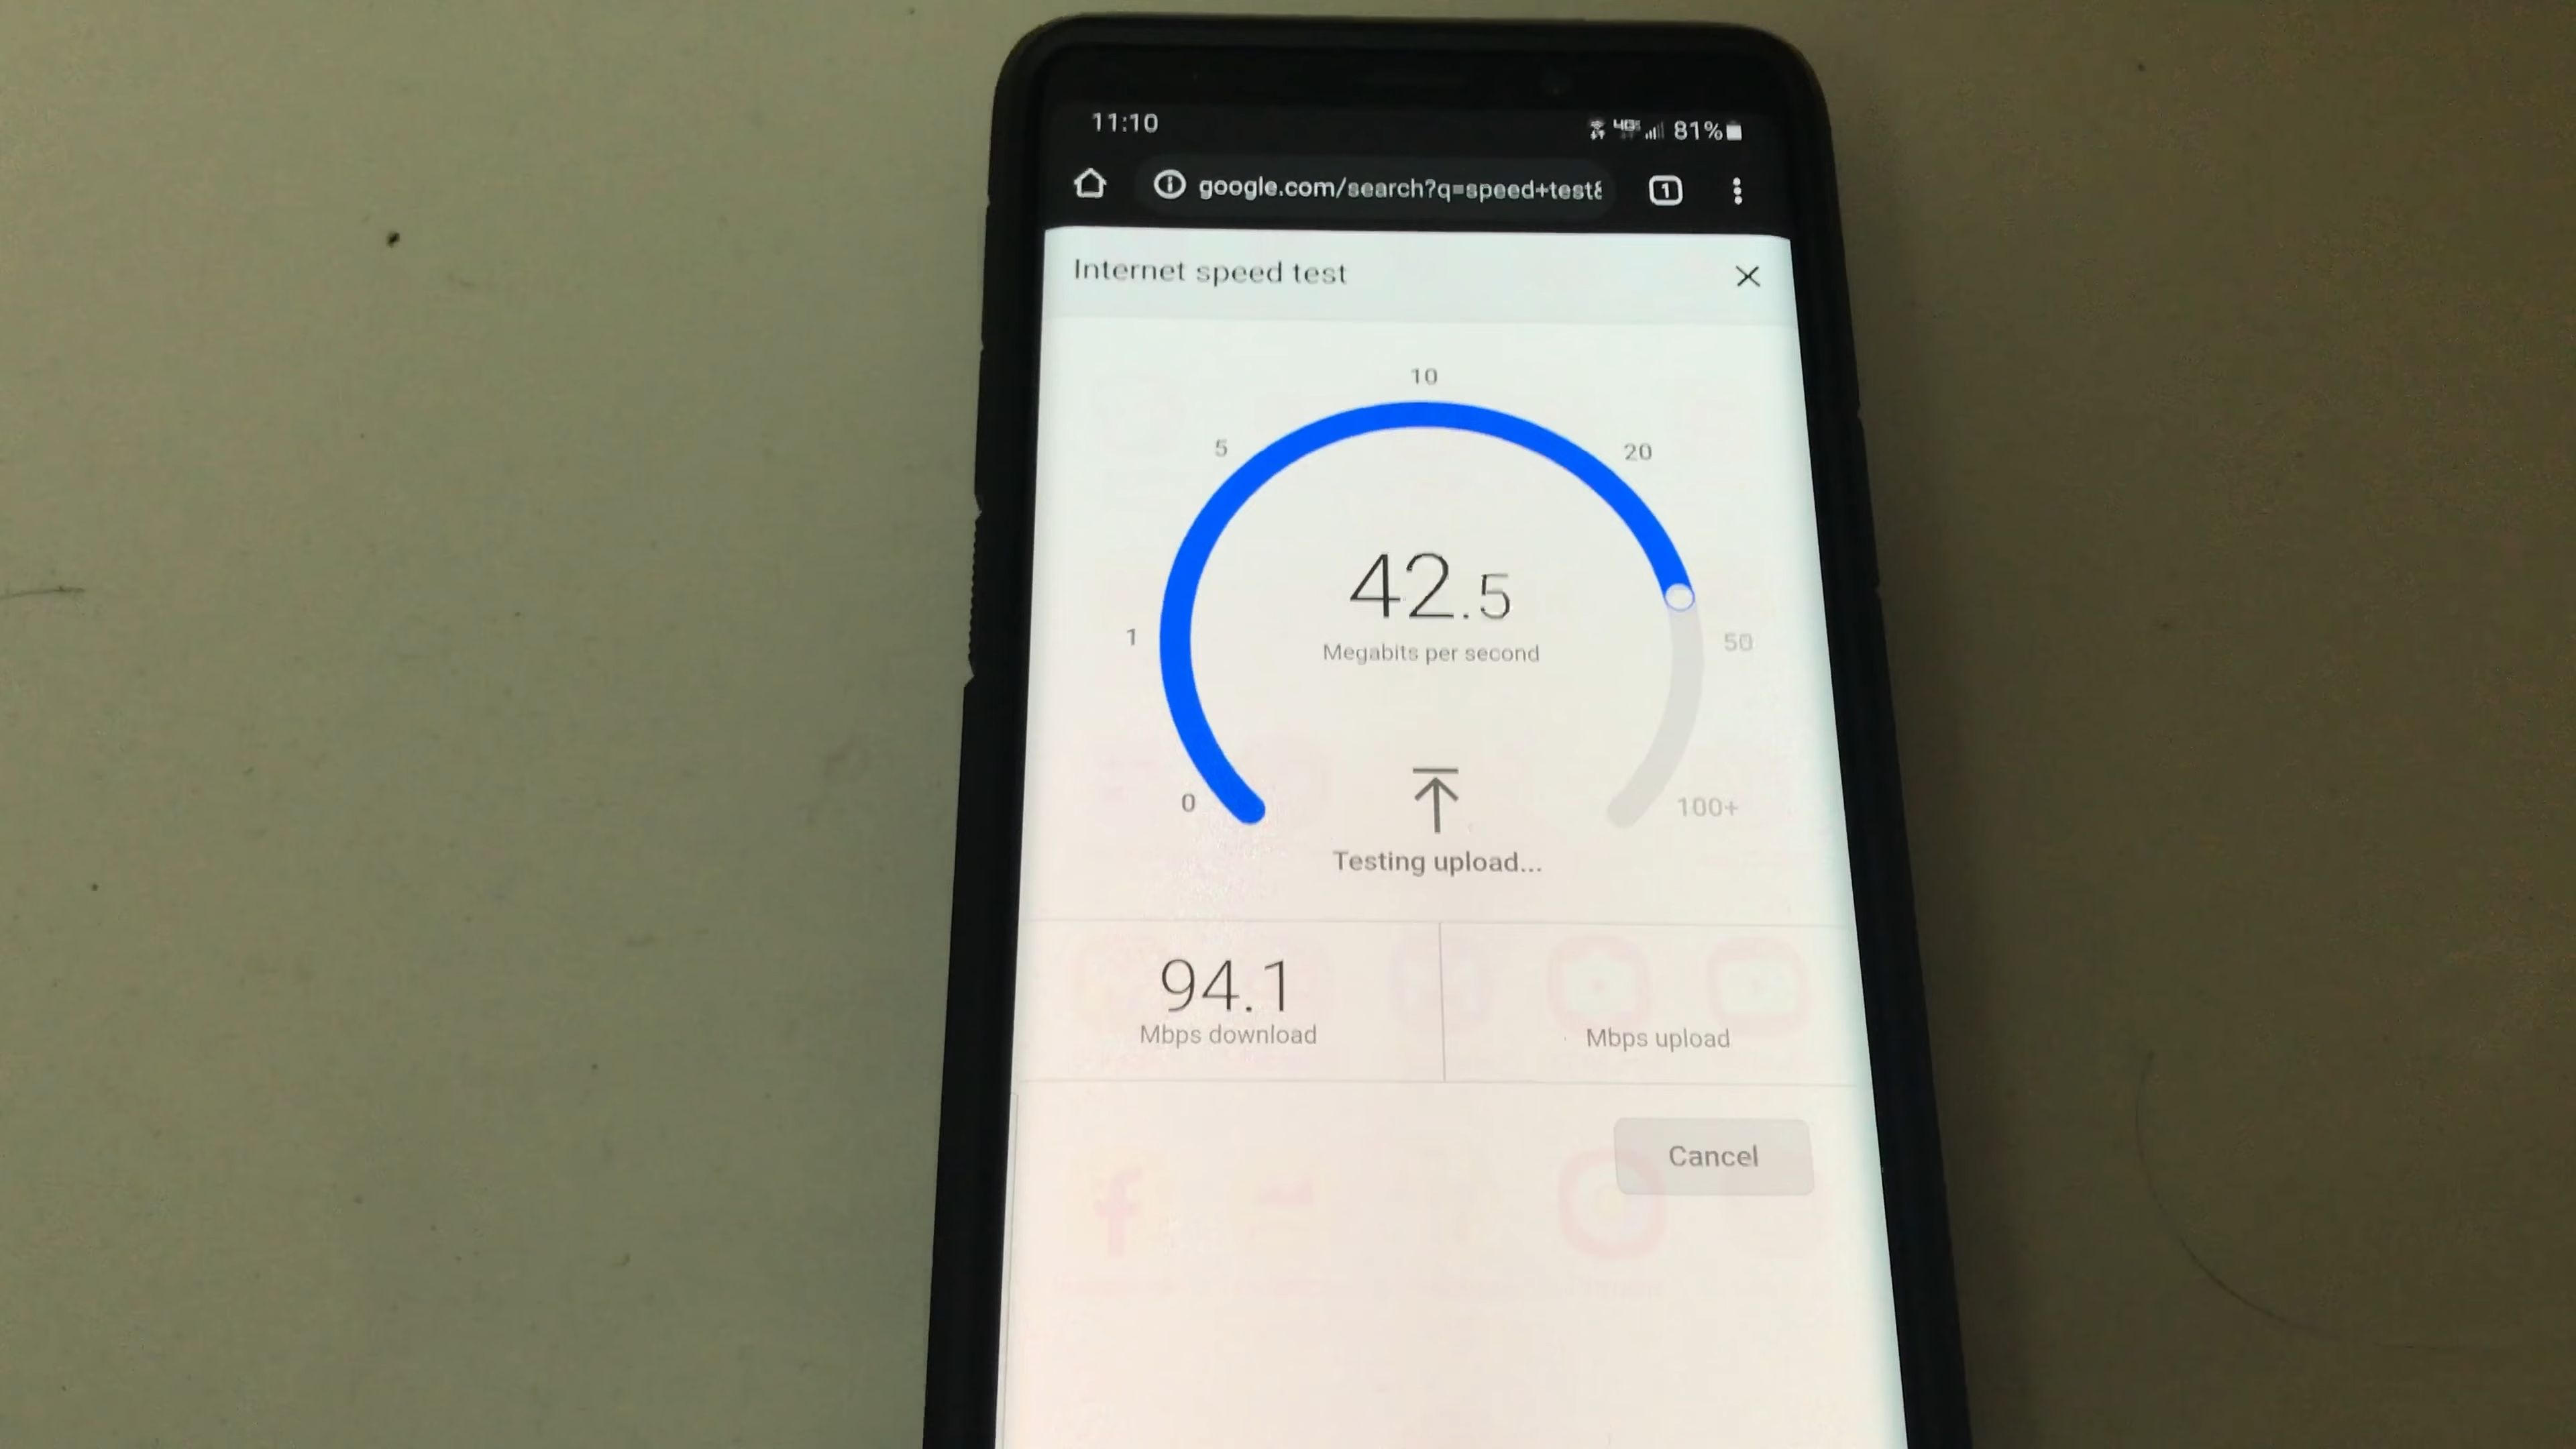 11:10 81%
google.com/search?q=speed+test&
1
Internet speed test
10
5
20
42.5
1
50
Megabits per second
0
100+
Testing upload...
94.1
Mbps download
Mbps upload
Cancel